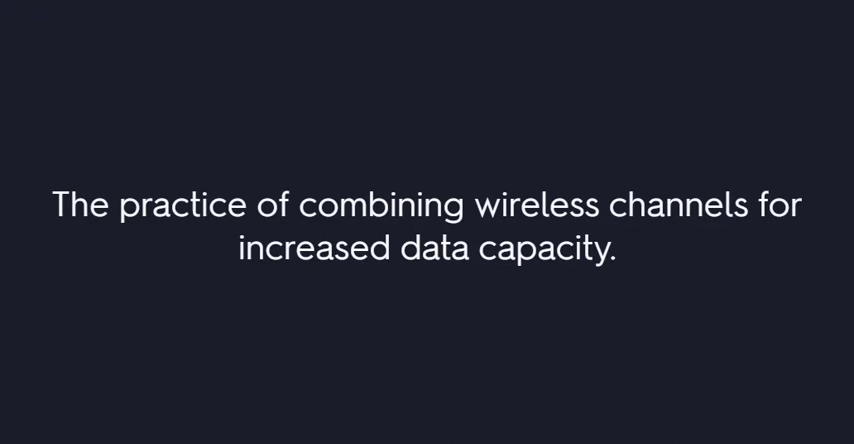 The practice of combining wireless channels for
increased data capacity.